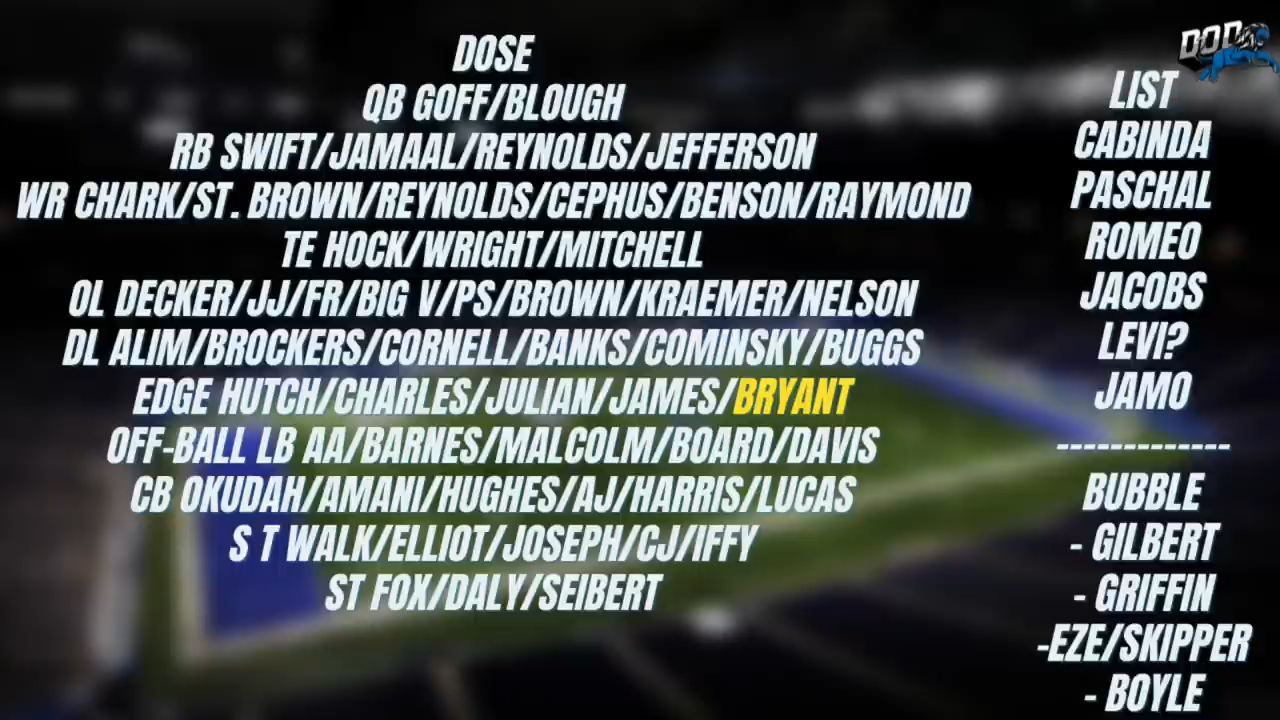 DOSE
QB GOFF/BLOUGH
RB SWIFT/JAMAAL/REYNOLDS/JEFFERSON
WR CHARK/ST. BROWN/REYNOLDS/CEPHUS/BENSON/RAYMOND
TE HOCK/WRIGHT/MITCHELL
OL DECKER/JJ/FR/BIG V/PS/BROWN/KRAEMER/NELSON
DL ALIM/BROCKERS/CORNELL/BANKS/COMINSKY/BUGGS
EDGE HUTCH/CHARLES/JULIAN/JAMES/BRYANT
OFF-BALL LB AA/BARNES/MALCOLM/BOARD/DAVIS
CB OKUDAH/AMANI/HUGHES/AJ/HARRIS/LUCAS
S T WALK/ELLIOT/JOSEPH/CJ/IFFY
ST FOX/DALY/SEIBERT
DOD
LIST
CABINDA
PASCHAL
ROMEO
JACOBS
LEVI?
JAMO
-------------
BUBBLE
- GILBERT
- GRIFFIN
-EZE/SKIPPER
- BOYLE